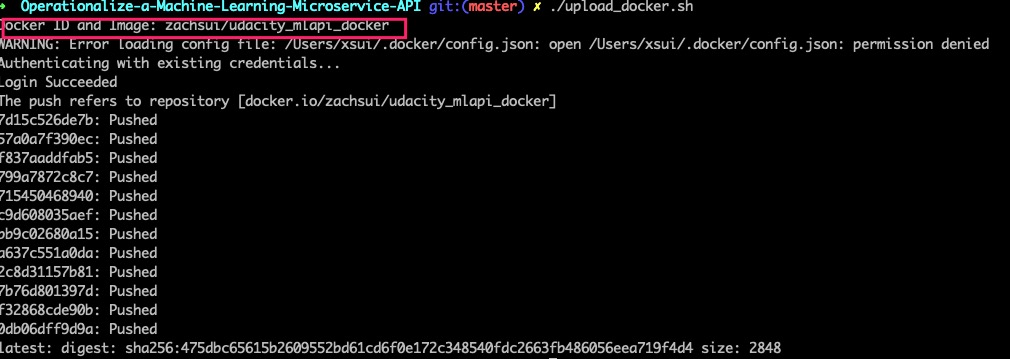 ➜ Operationalize-a-Machine-Learning-Microservice-API git:(master) ✗ ./upload_docker.sh
Docker ID and Image: zachsui/udacity_mlapi_docker
WARNING: Error loading config file: /Users/xsui/.docker/config.json: open /Users/xsui/.docker/config.json: permission denied
Authenticating with existing credentials...
Login Succeeded
The push refers to repository [docker.io/zachsui/udacity_mlapi_docker]
7d15c526de7b: Pushed
57a0a7f390ec: Pushed
f837aaddfab5: Pushed
799a7872c8c7: Pushed
715450468940: Pushed
c9d608035aef: Pushed
bb9c02680a15: Pushed
a637c551a0da: Pushed
2c8d31157b81: Pushed
7b76d801397d: Pushed
f32868cde90b: Pushed
0db06dff9d9a: Pushed
latest: digest: sha256:475dbc65615b2609552bd61cd6f0e172c348540fdc2663fb486056eea719f4d4 size: 2848